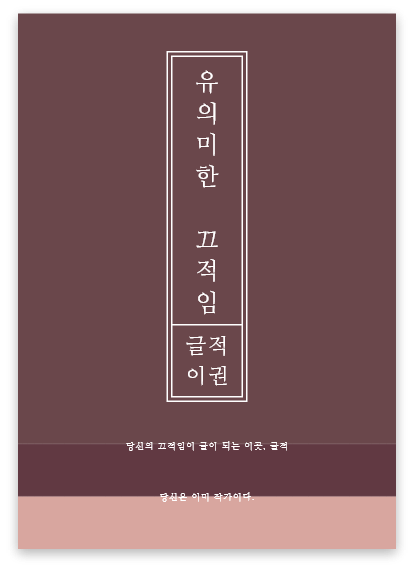 유의미한 끄적임
글적
이권
당신의 끄적임이 글이 되는 이곳, 글적
당신은 이미 작가이다.